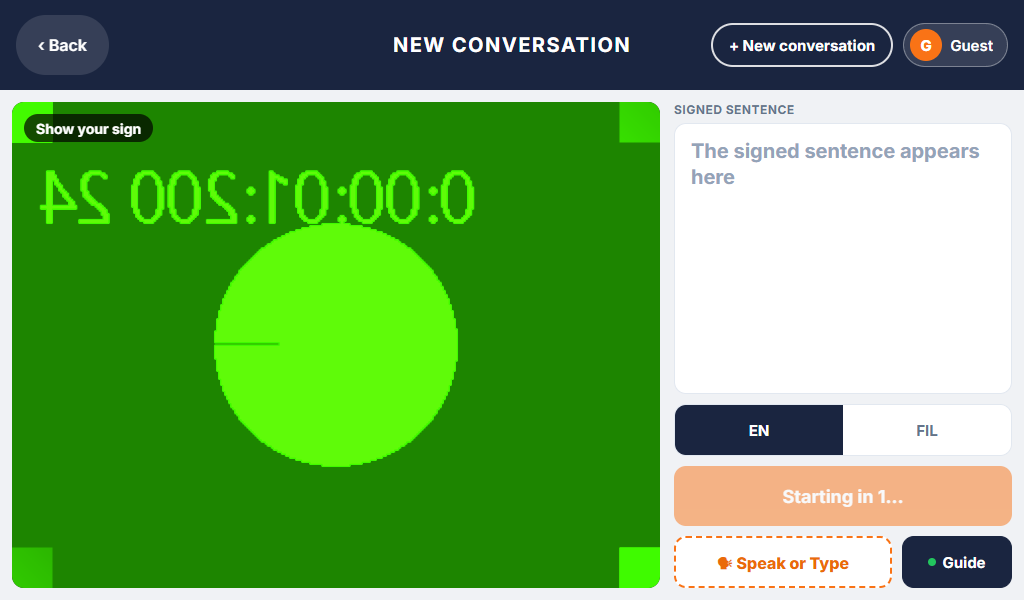 ‹ Back
NEW CONVERSATION
+ New conversation
G
Guest
Show your sign
0:00:01:200 24
SIGNED SENTENCE
The signed sentence appears
here
EN
FIL
Starting in 1...
Speak or Type
Guide